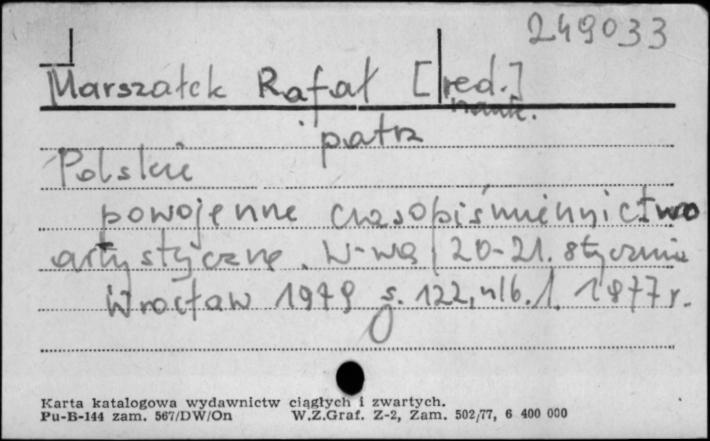 249033
Marszałek Rafał [red.]
nauk.
patrz
Polskie
powojenne czasopiśmiennictwo
artystyczne. W-wa, 20-21. stycznia
Wrocław 1979 s. 122, nlb. 1. 1977 r.
Karta katalogowa wydawnictw ciągłych i zwartych.
Pu-B-144 zam. 567/DW/On W.Z.Graf. Z-2, Zam. 502/77, 6 400 000